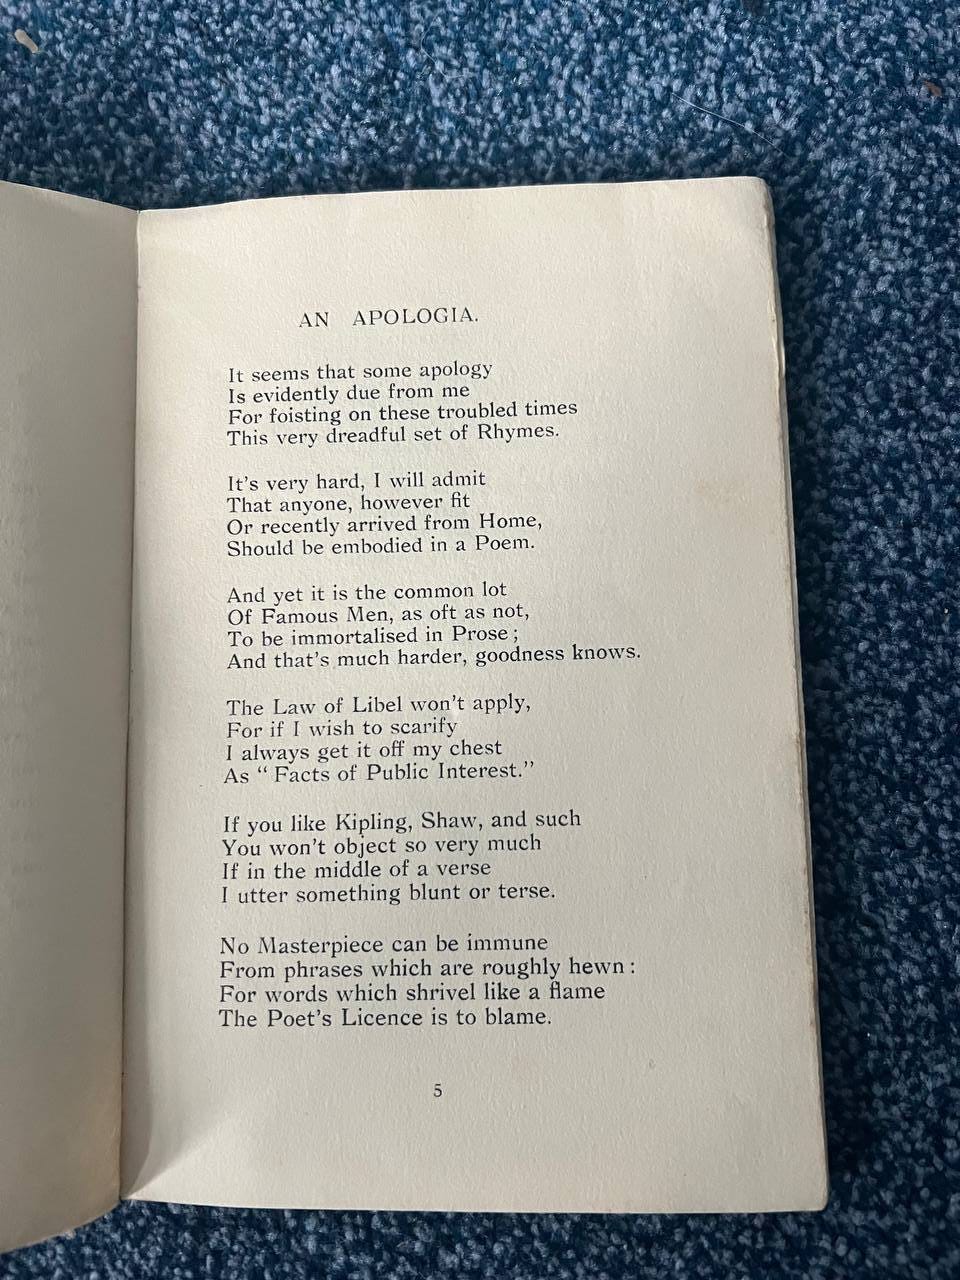 AN APOLOGIA.
It seems that some apology
Is evidently due from me
For foisting on these troubled times
This very dreadful set of Rhymes.
It's very hard, I will admit
That anyone, however fit
Or recently arrived from Home,
Should be embodied in a Poem.
And yet it is the common lot
Of Famous Men, as oft as not,
To be immortalised in Prose;
And that's much harder, goodness knows.
The Law of Libel won't apply,
For if I wish to scarify
I always get it off my chest
As "Facts of Public Interest."
If you like Kipling, Shaw, and such
You won't object so very much
If in the middle of a verse
I utter something blunt or terse.
No Masterpiece can be immune
From phrases which are roughly hewn:
For words which shrivel like a flame
The Poet's Licence is to blame.
5